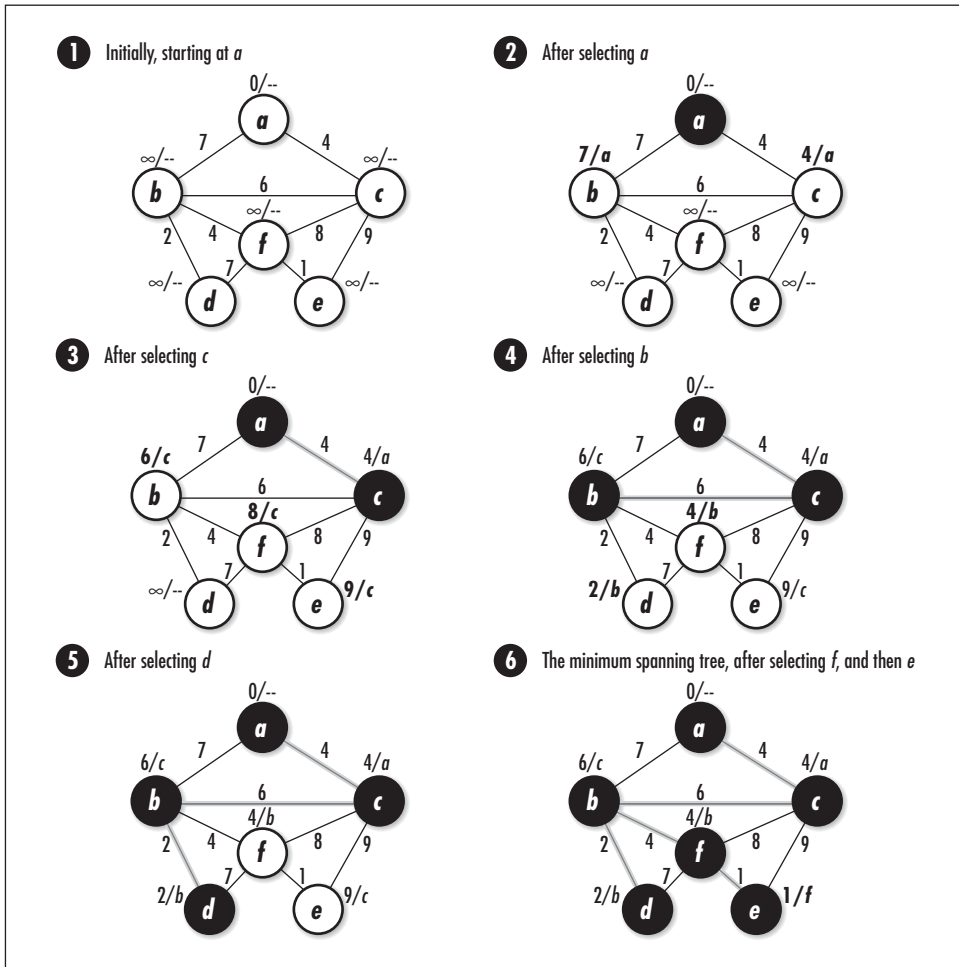 1 Initially, starting at a
0/--
a
7 4
∞/-- ∞/--
b 6 c
∞/--
2 4 f 8 9
7 1
∞/-- d e ∞/--
2 After selecting a
0/--
a
7 4
7/a 4/a
b 6 c
∞/--
2 4 f 8 9
7 1
∞/-- d e ∞/--
3 After selecting c
0/--
a
7 4
6/c 4/a
b 6 c
8/c
2 4 f 8 9
7 1
∞/-- d e 9/c
4 After selecting b
0/--
a
7 4
6/c 4/a
b 6 c
4/b
2 4 f 8 9
7 1
2/b d e 9/c
5 After selecting d
0/--
a
7 4
6/c 4/a
b 6 c
4/b
2 4 f 8 9
7 1
2/b d e 9/c
6 The minimum spanning tree, after selecting f, and then e
0/--
a
7 4
6/c 4/a
b 6 c
4/b
2 4 f 8 9
7 1
2/b d e 1/f